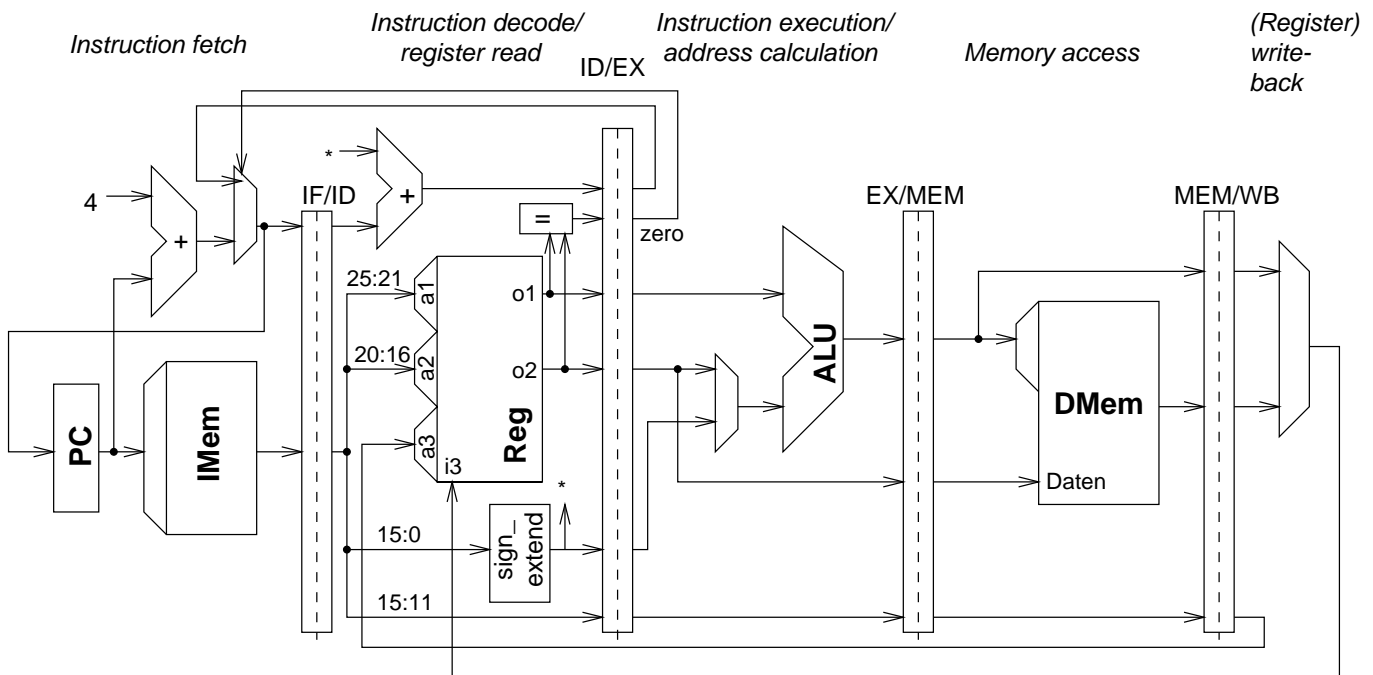 Instruction fetch
Instruction decode/
register read
Instruction execution/
address calculation
Memory access
(Register)
write-
back
ID/EX
*
4
+
IF/ID
+
=
zero
EX/MEM
MEM/WB
25:21
a1
o1
20:16
a2
o2
ALU
PC
IMem
a3
i3
Reg
DMem
Daten
*
15:0
sign_
extend
15:11